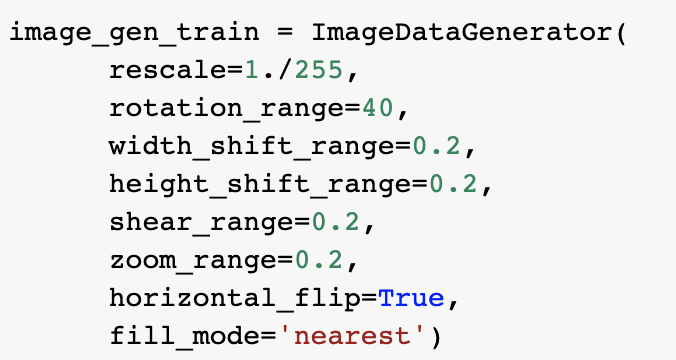 image_gen_train = ImageDataGenerator(
rescale=1./255,
rotation_range=40,
width_shift_range=0.2,
height_shift_range=0.2,
shear_range=0.2,
zoom_range=0.2,
horizontal_flip=True,
fill_mode='nearest')